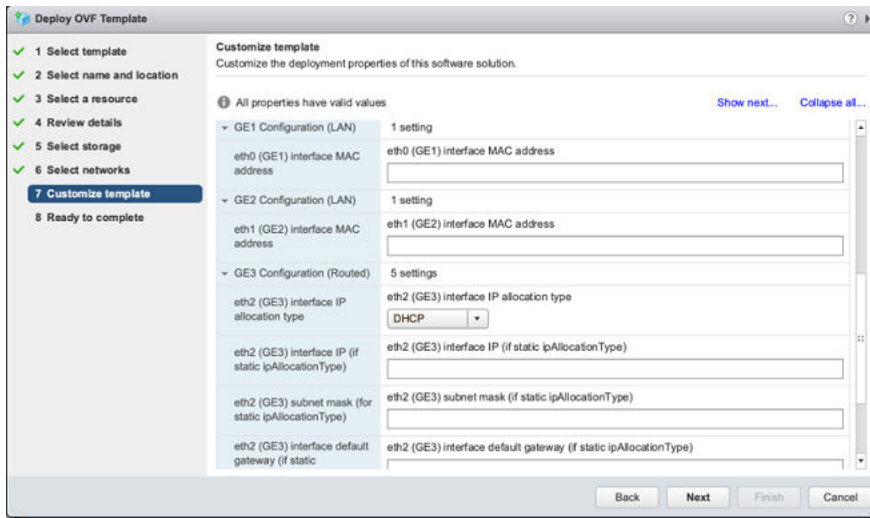 Deploy OVF Template
1 Select template
2 Select name and location
3 Select a resource
4 Review details
5 Select storage
6 Select networks
7 Customize template
8 Ready to complete
Customize template
Customize the deployment properties of this software solution.
All properties have valid values
Show next...
Collapse all...
GE1 Configuration (LAN)
1 setting
eth0 (GE1) interface MAC
address
eth0 (GE1) interface MAC address
GE2 Configuration (LAN)
1 setting
eth1 (GE2) interface MAC
address
eth1 (GE2) interface MAC address
GE3 Configuration (Routed)
5 settings
eth2 (GE3) interface IP
allocation type
eth2 (GE3) interface IP allocation type
DHCP
eth2 (GE3) interface IP (if
static ipAllocationType)
eth2 (GE3) interface IP (if static ipAllocationType)
eth2 (GE3) subnet mask (for
static ipAllocationType)
eth2 (GE3) subnet mask (if static ipAllocationType)
eth2 (GE3) interface default
gateway (if static
eth2 (GE3) interface default gateway (if static ipAllocationType)
Back
Next
Finish
Cancel